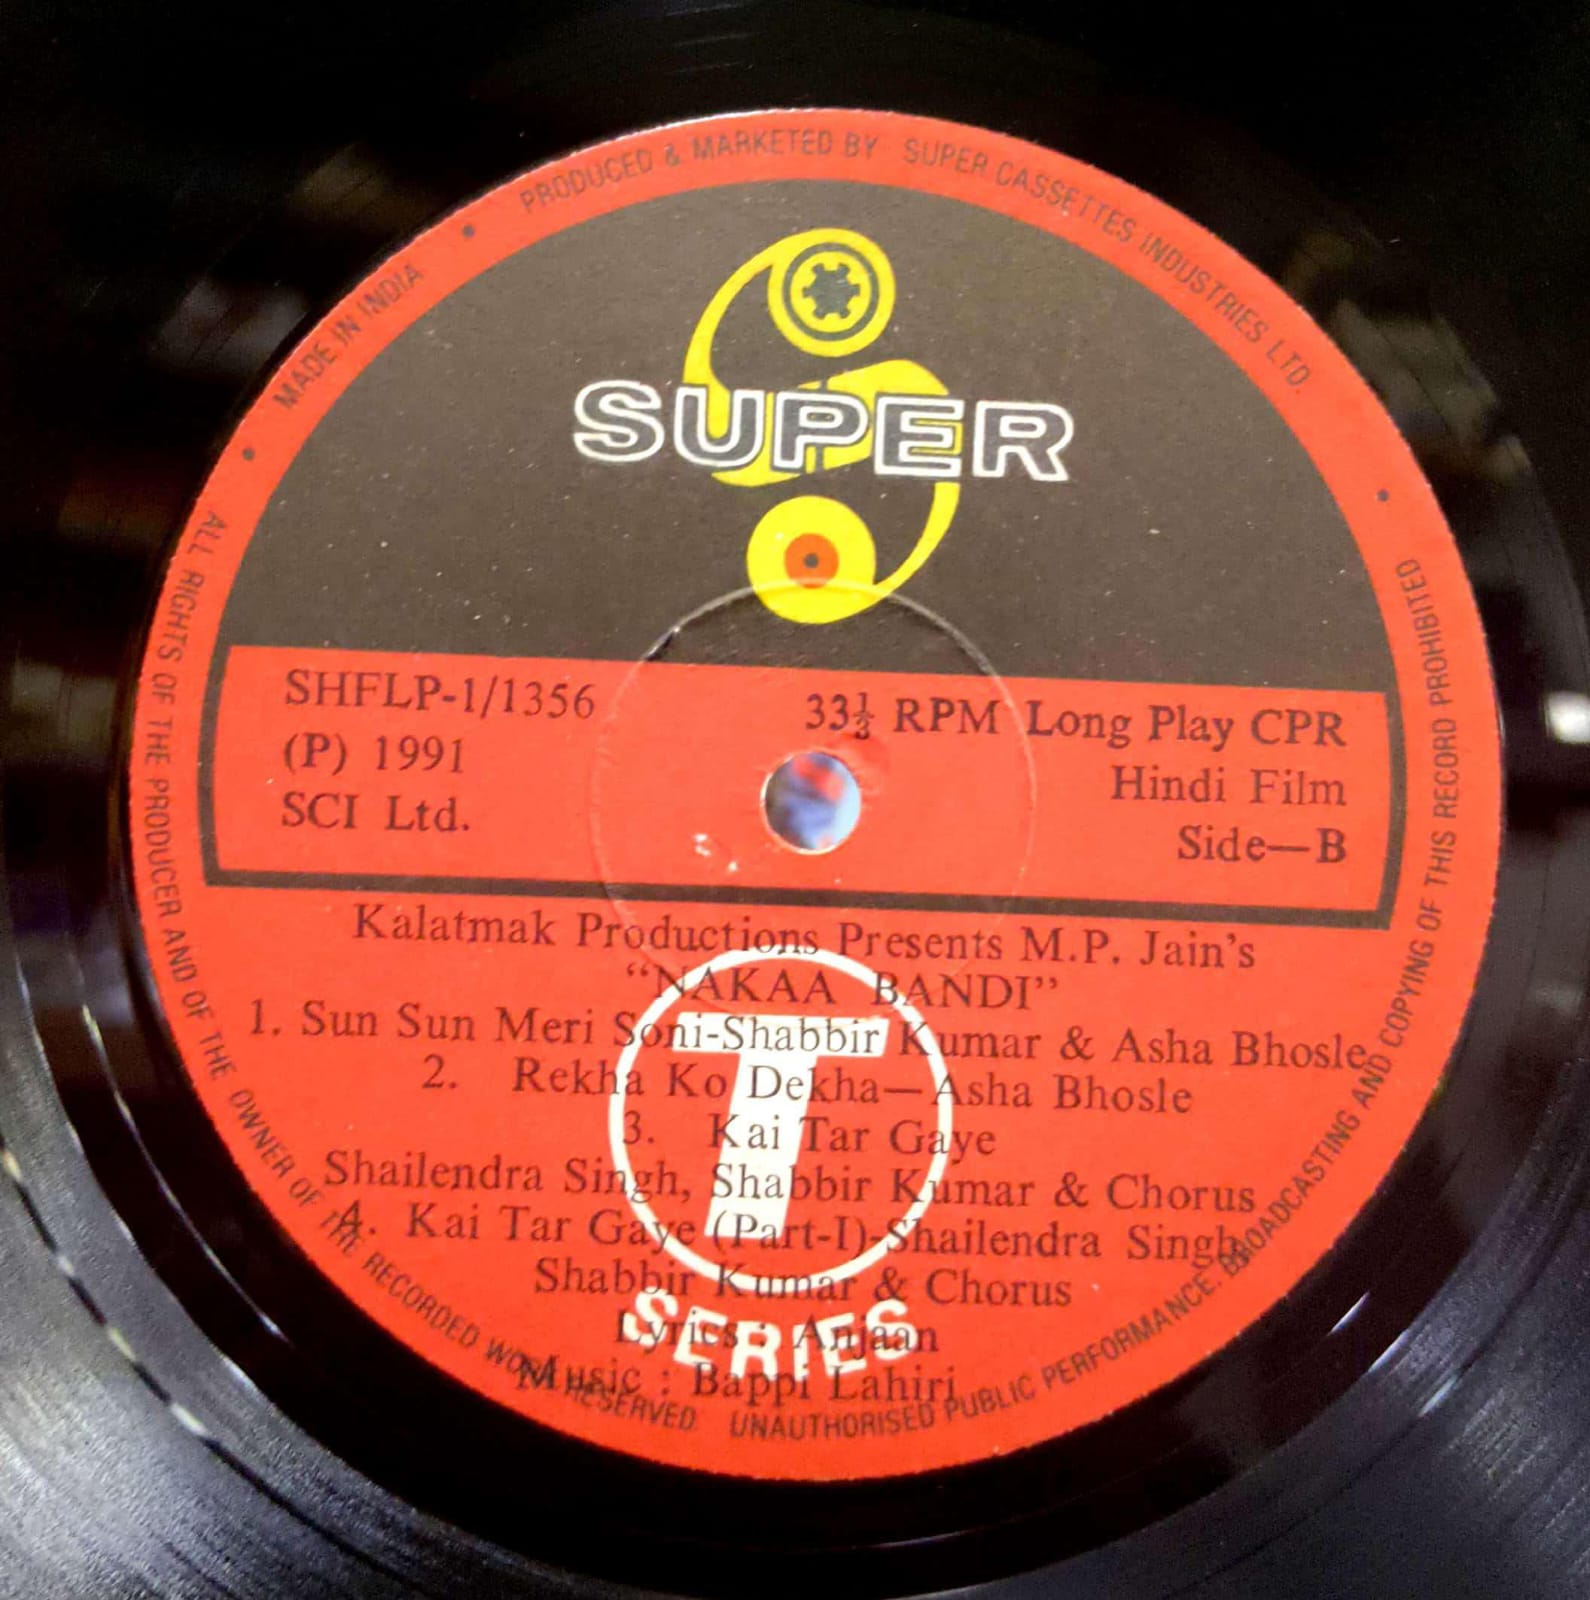 MADE IN INDIA • PRODUCED & MARKETED BY SUPER CASSETTES INDUSTRIES LTD. •
SUPER
SHFLP-1/1356
(P) 1991
SCI Ltd.
33⅓ RPM Long Play CPR
Hindi Film
Side—B
Kalatmak Productions Presents M.P. Jain's
"NAKAA BANDI"
1. Sun Sun Meri Soni-Shabbir Kumar & Asha Bhosle
2. Rekha Ko Dekha—Asha Bhosle
3. Kai Tar Gaye
Shailendra Singh, Shabbir Kumar & Chorus
4. Kai Tar Gaye (Part-I)-Shailendra Singh
Shabbir Kumar & Chorus
Lyrics : Anjaan
Music : Bappi Lahiri
T
SERIES
• ALL RIGHTS OF THE PRODUCER AND OF THE OWNER OF THE RECORDED WORK RESERVED UNAUTHORISED PUBLIC PERFORMANCE. BROADCASTING AND COPYING OF THIS RECORD PROHIBITED